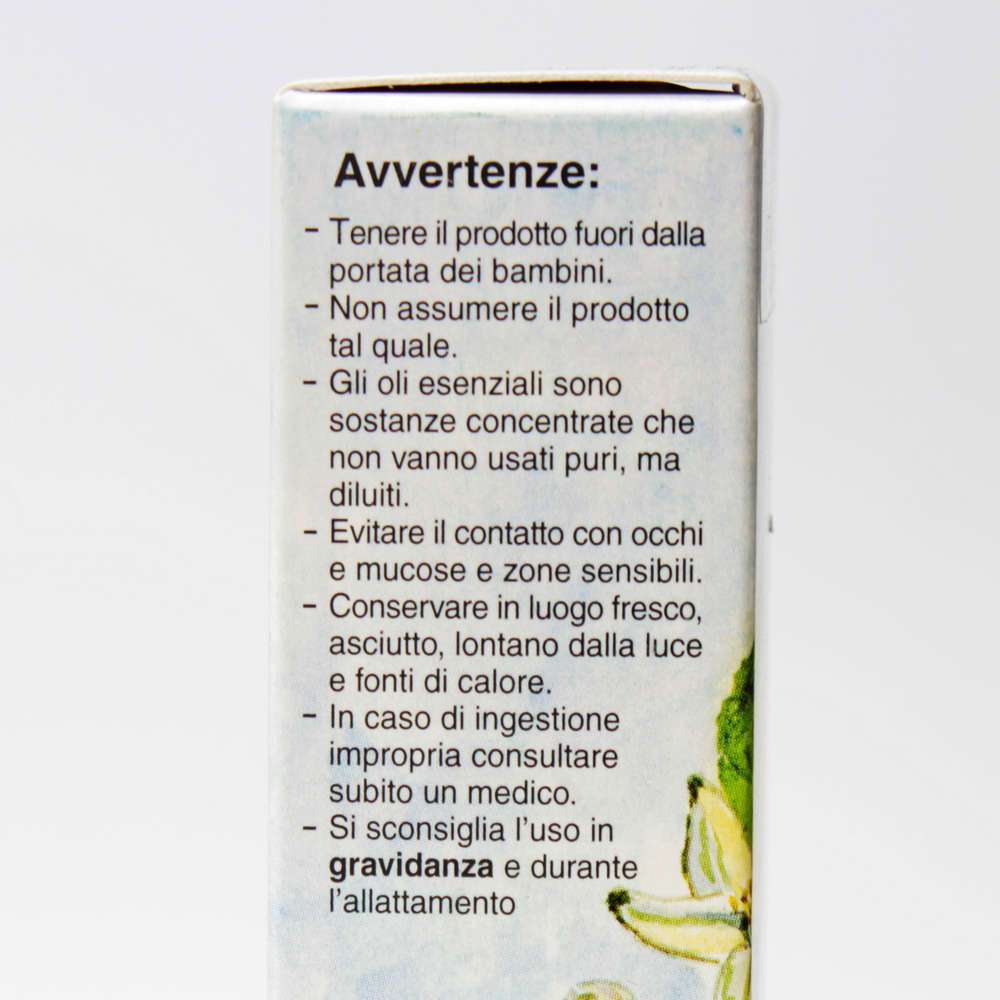 Avvertenze:
- Tenere il prodotto fuori dalla
portata dei bambini.
- Non assumere il prodotto
tal quale.
- Gli oli esenziali sono
sostanze concentrate che
non vanno usati puri, ma
diluiti.
- Evitare il contatto con occhi
e mucose e zone sensibili.
- Conservare in luogo fresco,
asciutto, lontano dalla luce
e fonti di calore.
- In caso di ingestione
impropria consultare
subito un medico.
- Si sconsiglia l'uso in
gravidanza e durante
l'allattamento